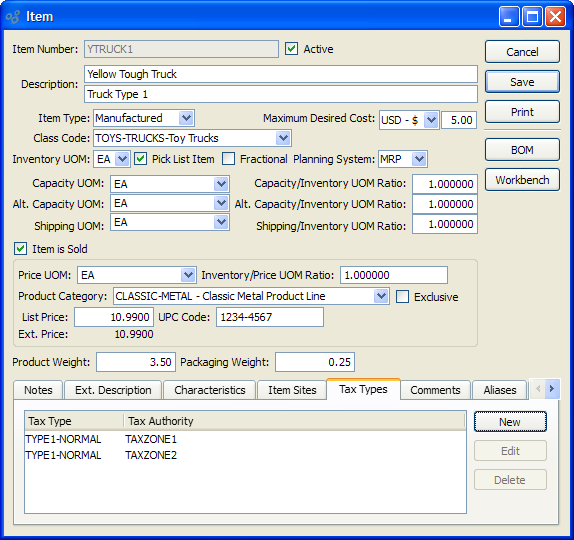 Item
Item Number: YTRUCK1 Active
Cancel
Description: Yellow Tough Truck
Truck Type 1
Save
Print
Item Type: Manufactured Maximum Desired Cost: USD - $ 5.00
Class Code: TOYS-TRUCKS-Toy Trucks
BOM
Inventory UOM: EA Pick List Item Fractional Planning System: MRP
Workbench
Capacity UOM: EA Capacity/Inventory UOM Ratio: 1.000000
Alt. Capacity UOM: EA Alt. Capacity/Inventory UOM Ratio: 1.000000
Shipping UOM: EA Shipping/Inventory UOM Ratio: 1.000000
Item is Sold
Price UOM: EA Inventory/Price UOM Ratio: 1.000000
Product Category: CLASSIC-METAL - Classic Metal Product Line Exclusive
List Price: 10.9900 UPC Code: 1234-4567
Ext. Price: 10.9900
Product Weight: 3.50 Packaging Weight: 0.25
Notes Ext. Description Characteristics Item Sites Tax Types Comments Aliases
Tax Type Tax Authority
New
TYPE1-NORMAL TAXZONE1
TYPE1-NORMAL TAXZONE2
Edit
Delete